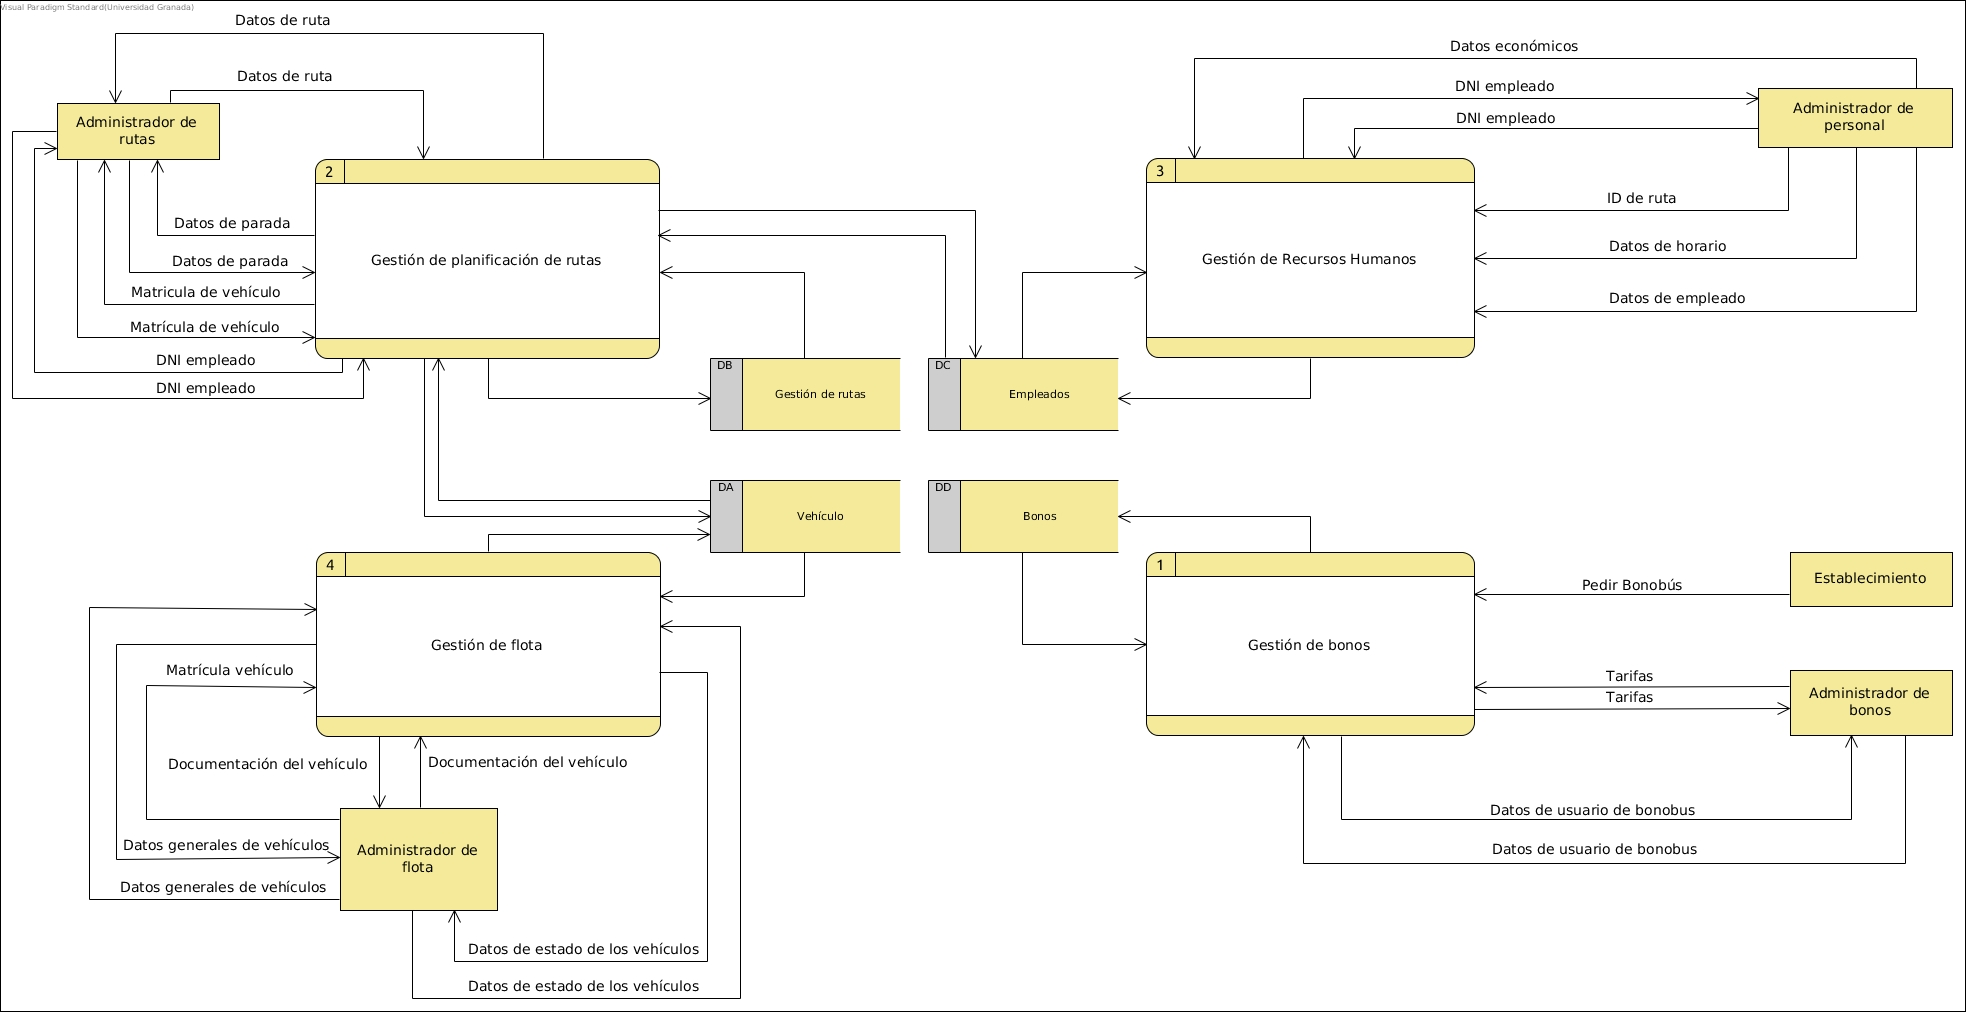 Visual Paradigm Standard(Universidad Granada)
Datos de ruta
Datos de ruta
Administrador de
rutas
2
Gestión de planificación de rutas
Datos de parada
Datos de parada
Matricula de vehículo
Matrícula de vehículo
DNI empleado
DNI empleado
Datos económicos
DNI empleado
DNI empleado
Administrador de
personal
3
Gestión de Recursos Humanos
ID de ruta
Datos de horario
Datos de empleado
DB
Gestión de rutas
DC
Empleados
DA
Vehículo
DD
Bonos
4
Gestión de flota
Matrícula vehículo
Documentación del vehículo
Documentación del vehículo
Administrador de
flota
Datos generales de vehículos
Datos generales de vehículos
Datos de estado de los vehículos
Datos de estado de los vehículos
1
Gestión de bonos
Pedir Bonobús
Establecimiento
Tarifas
Tarifas
Administrador de
bonos
Datos de usuario de bonobus
Datos de usuario de bonobus